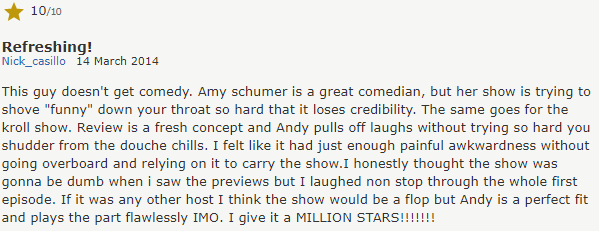 10/10
Refreshing!
Nick_casillo 14 March 2014
This guy doesn't get comedy. Amy schumer is a great comedian, but her show is trying to
shove "funny" down your throat so hard that it loses credibility. The same goes for the
kroll show. Review is a fresh concept and Andy pulls off laughs without trying so hard you
shudder from the douche chills. I felt like it had just enough painful awkwardness without
going overboard and relying on it to carry the show.I honestly thought the show was
gonna be dumb when i saw the previews but I laughed non stop through the whole first
episode. If it was any other host I think the show would be a flop but Andy is a perfect fit
and plays the part flawlessly IMO. I give it a MILLION STARS!!!!!!!